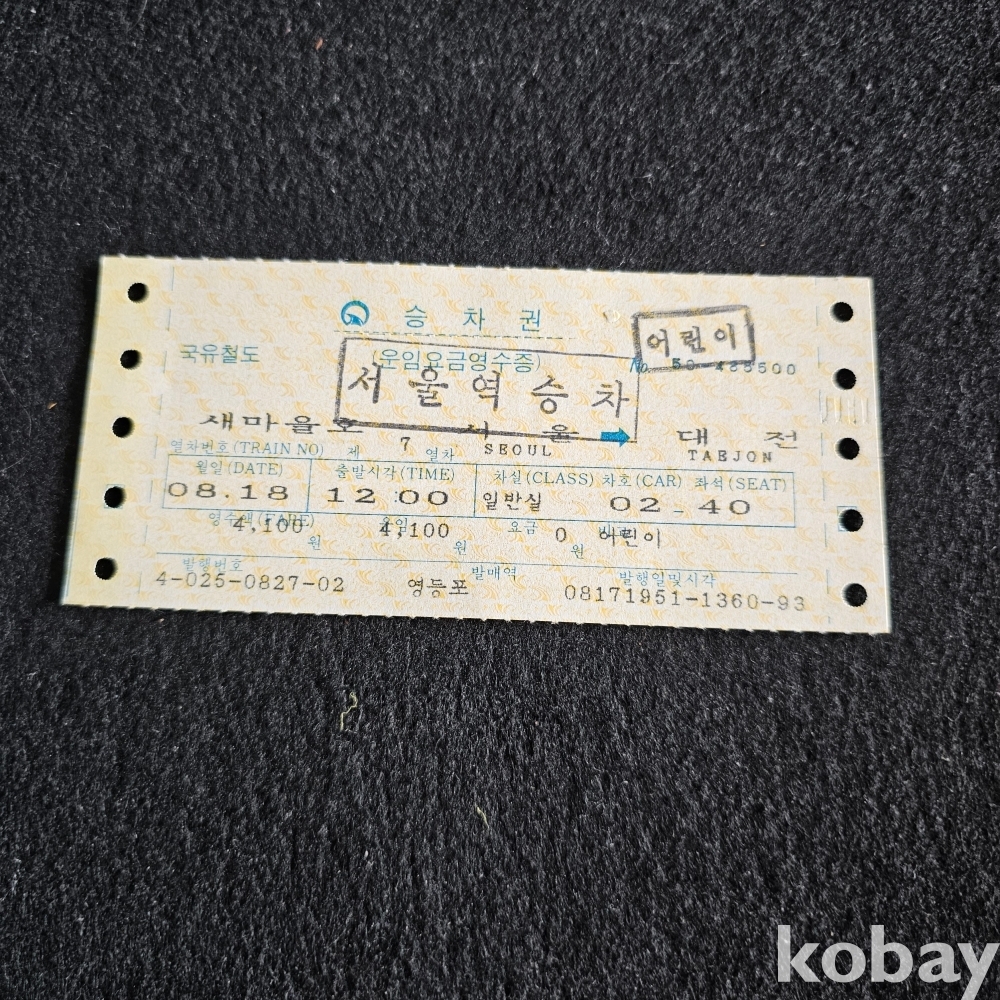 승 차 권
어린이
국유철도
(운임요금영수증)
No. 50-488500
서울역승차
새마을호 서 울 대 전
열차번호(TRAIN NO) 제 7 열차 SEOUL TAEJON
월일(DATE) 출발시각(TIME) 차실(CLASS) 차호(CAR) 좌석(SEAT)
08.18 12:00 일반실 02-40
영수액(FARE) 4,100 원 운임 4,100 원 요금 0 원 어린이
발행번호 발매역 발행일및시각
4-025-0827-02 영등포 08171951-1360-93
kobay